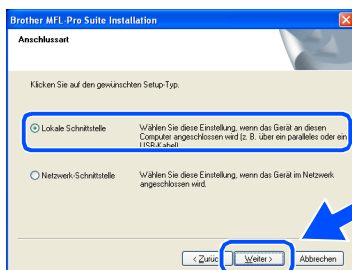 Brother MFL-Pro Suite Installation
Anschlussart
Klicken Sie auf den gewünschten Setup-Typ.
Lokale Schnittstelle
Wählen Sie diese Einstellung, wenn das Gerät an diesen
Computer angeschlossen wird (z. B. über ein paralleles oder ein
USB-Kabel)
Netzwerk-Schnittstelle
Wählen Sie diese Einstellung, wenn das Gerät im Netzwerk
angeschlossen wird.
< Zurück
Weiter >
Abbrechen